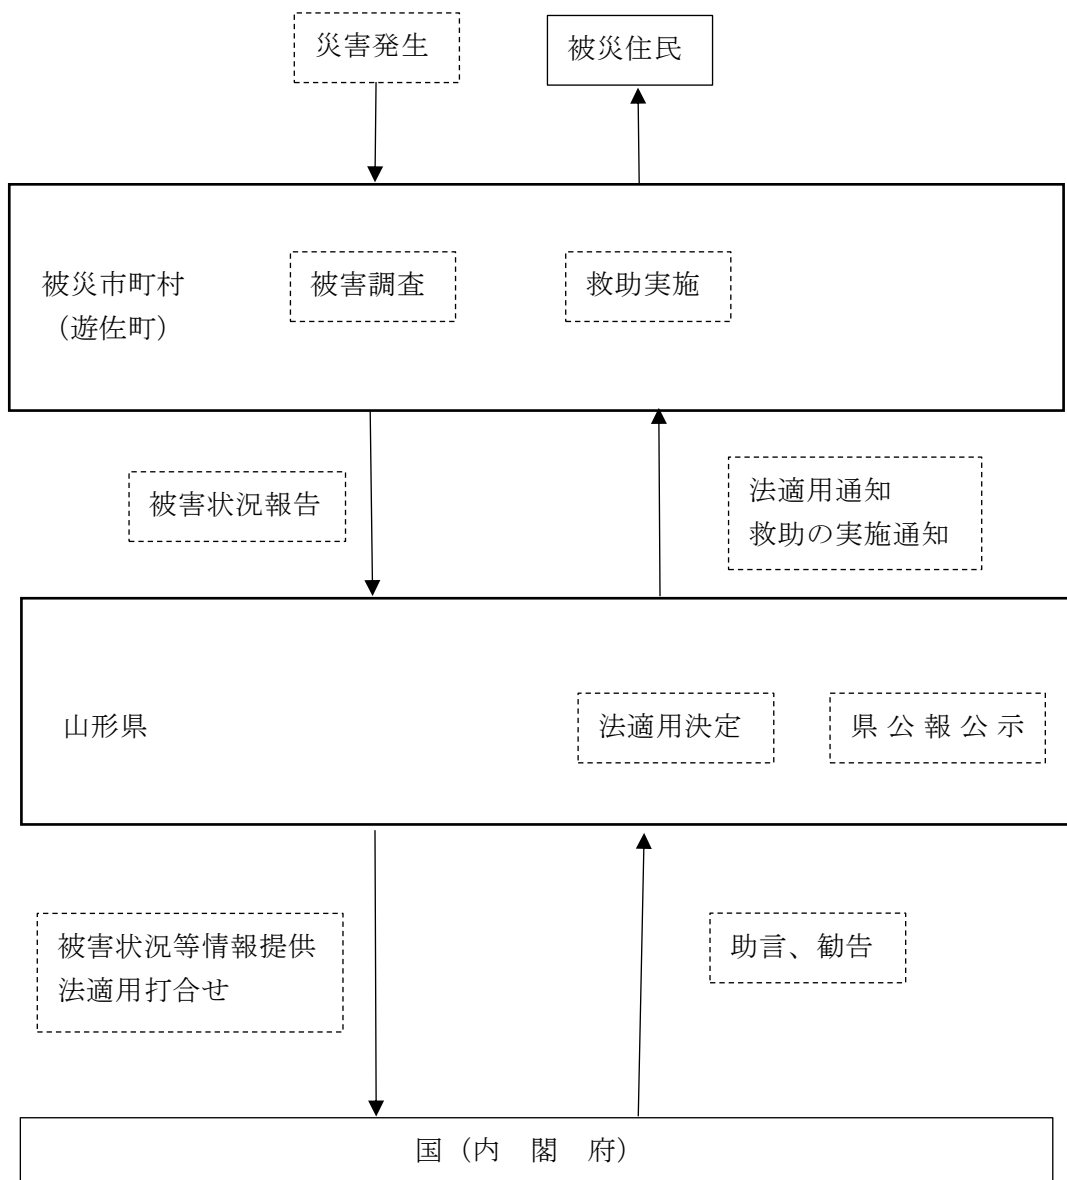 災害発生
被災住民
被災市町村
（遊佐町）
被害調査
救助実施
被害状況報告
法適用通知
救助の実施通知
山形県
法適用決定
県 公 報 公 示
被害状況等情報提供
法適用打合せ
助言、勧告
国（内　閣　府）